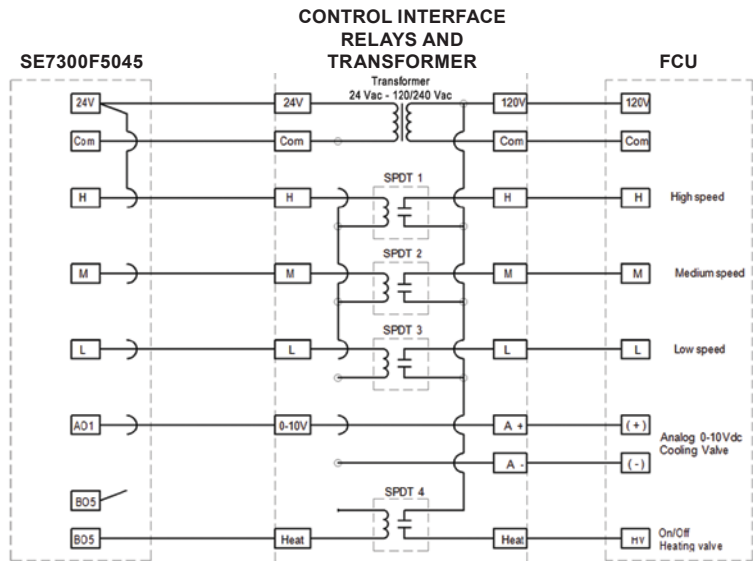 CONTROL INTERFACE
RELAYS AND
SE7300F5045 TRANSFORMER FCU
Transformer
24 Vac - 120/240 Vac
24V 24V 120V 120V
Com Com Com Com
SPDT 1
H H H H High speed
SPDT 2
M M M M Medium speed
SPDT 3
L L L L Low speed
AO1 0-10V A + (+)
Analog 0-10Vdc
Cooling Valve
A - (-)
BO5
SPDT 4
BO5 Heat Heat HV On/Off
Heating valve